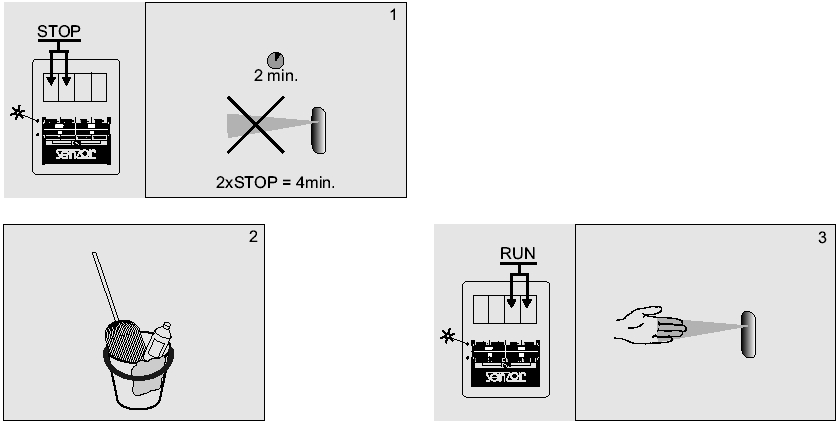 STOP
1
2 min.
2xSTOP = 4min.
2
RUN
3